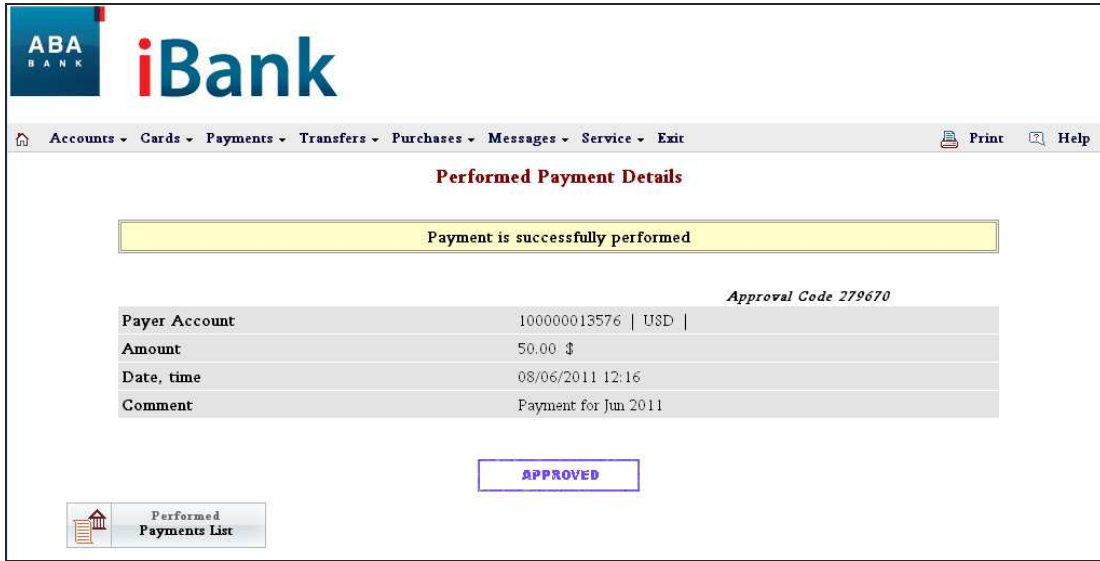 ABA
BANK
iBank
Accounts Cards Payments Transfers Purchases Messages Service Exit Print Help
Performed Payment Details
Payment is successfully performed
Approval Code 279670
Payer Account 100000013576 | USD |
Amount 50.00 $
Date, time 08/06/2011 12:16
Comment Payment for Jun 2011
APPROVED
Performed
Payments List